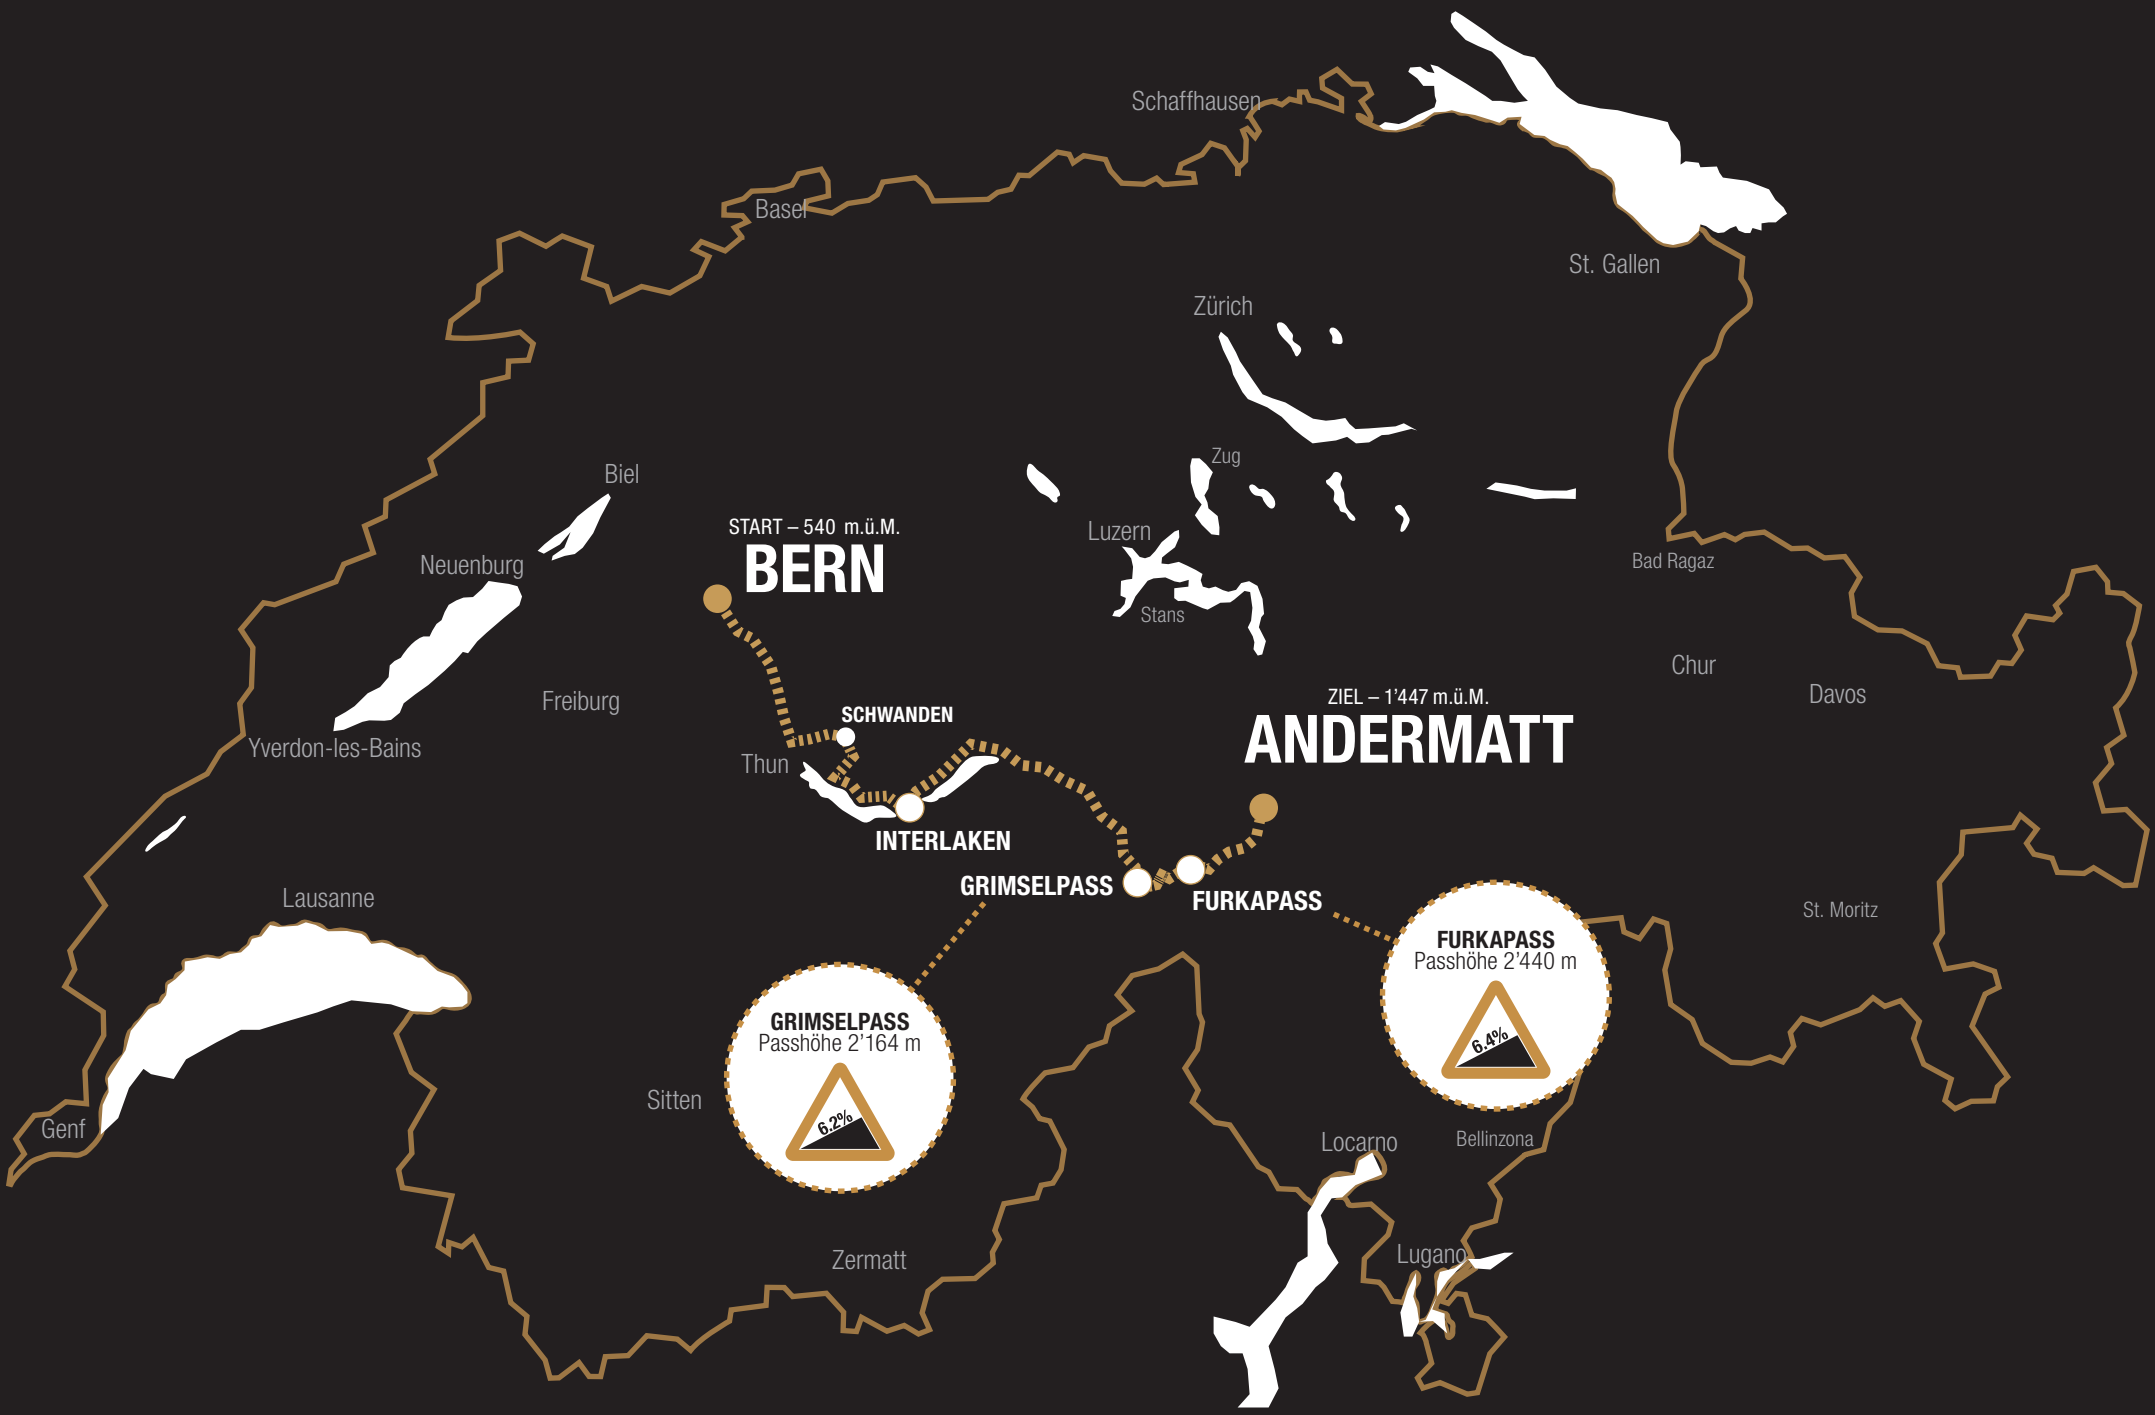 Schaffhausen
Basel
St. Gallen
Zürich
Zug
Biel
START – 540 m.ü.M.
BERN
Luzern
Neuenburg
Bad Ragaz
Stans
Chur
Freiburg
Davos
ZIEL – 1’447 m.ü.M.
ANDERMATT
SCHWANDEN
Yverdon-les-Bains
Thun
INTERLAKEN
GRIMSELPASS
FURKAPASS
Lausanne
St. Moritz
FURKAPASS
Passhöhe 2’440 m
6.4%
GRIMSELPASS
Passhöhe 2’164 m
6.2%
Sitten
Genf
Locarno
Bellinzona
Lugano
Zermatt